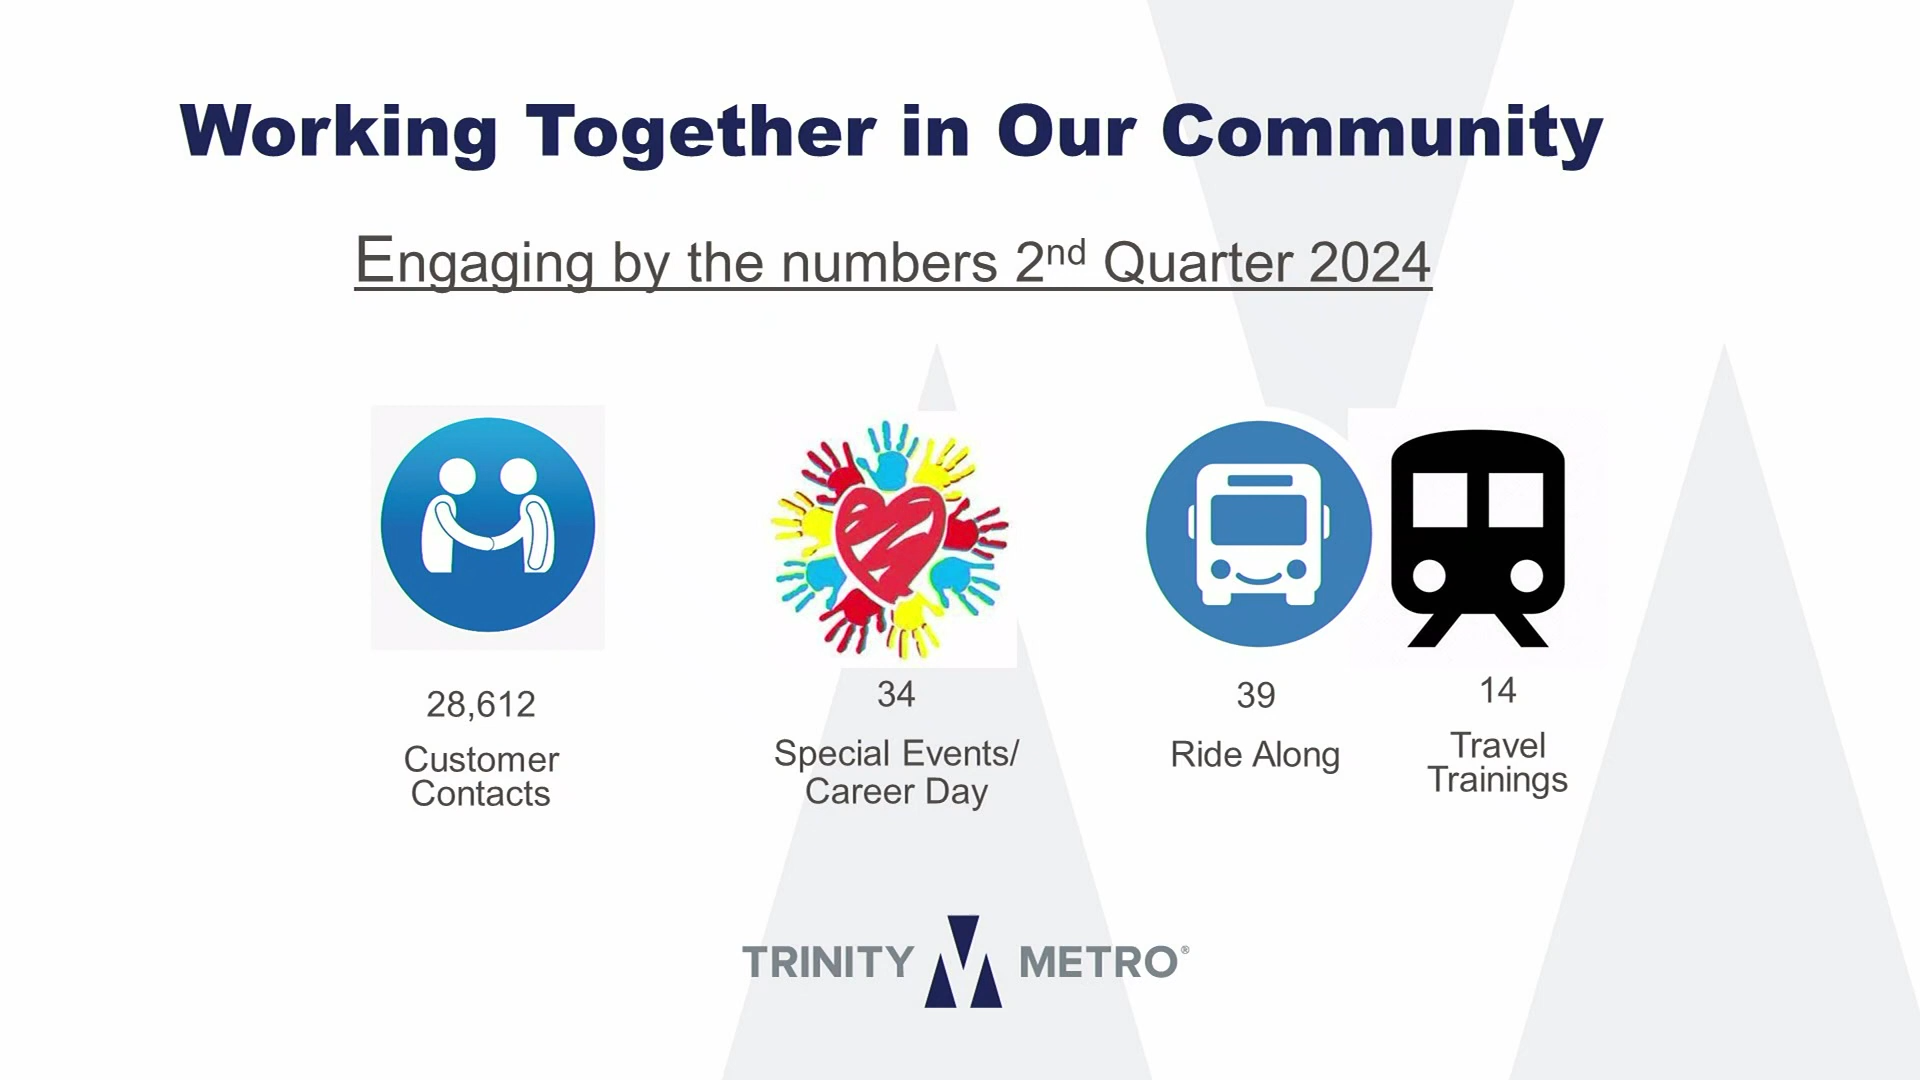 Working Together in Our Community
Engaging by the numbers 2nd Quarter 2024
28,612
Customer
Contacts
34
Special Events/
Career Day
39
Ride Along
14
Travel
Trainings
TRINITY METRO®